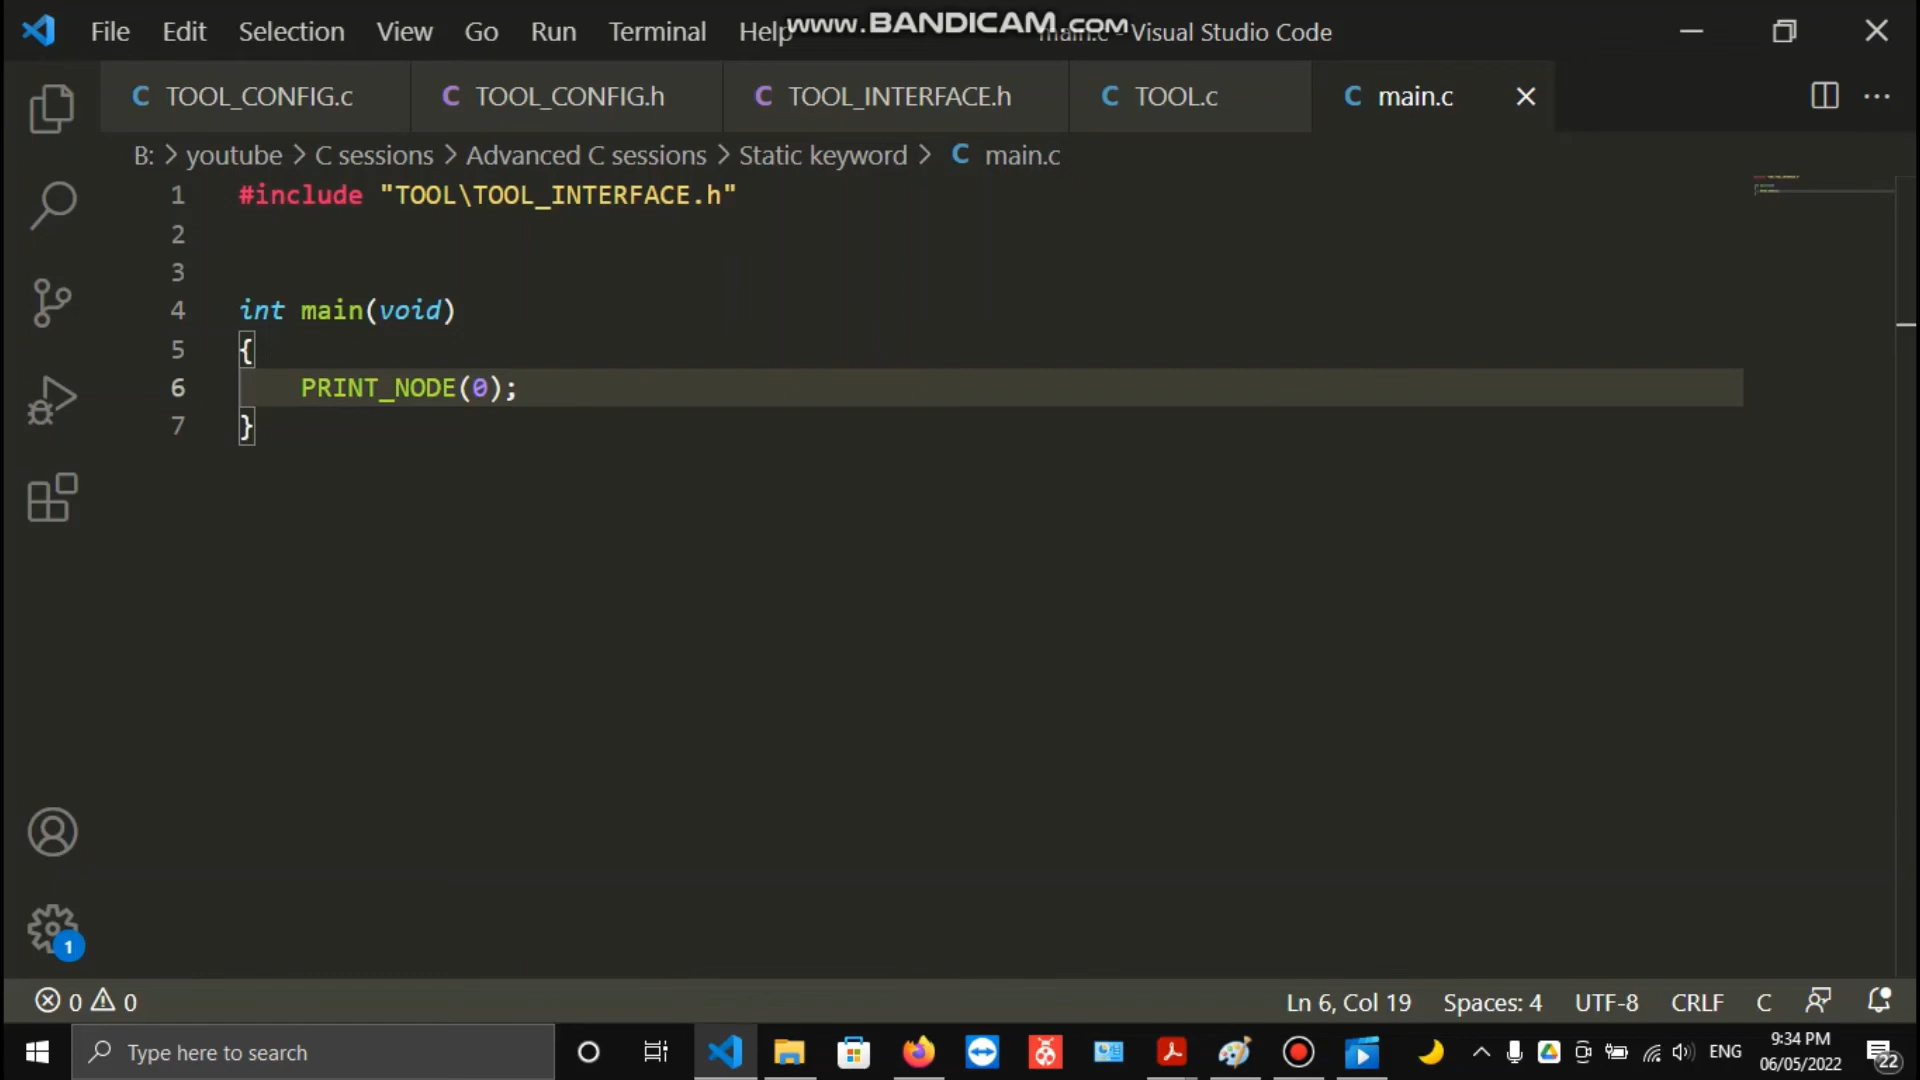 File Edit Selection View Go Run Terminal Help www.BANDICAM.com main.c - Visual Studio Code
C TOOL_CONFIG.c C TOOL_CONFIG.h C TOOL_INTERFACE.h C TOOL.c C main.c
B: > youtube > C sessions > Advanced C sessions > Static keyword > C main.c
1 #include "TOOL\TOOL_INTERFACE.h"
2
3
4 int main(void)
5 {
6 PRINT_NODE(0);
7 }
1
0 0 Ln 6, Col 19 Spaces: 4 UTF-8 CRLF C
Type here to search ENG 9:34 PM
06/05/2022 22